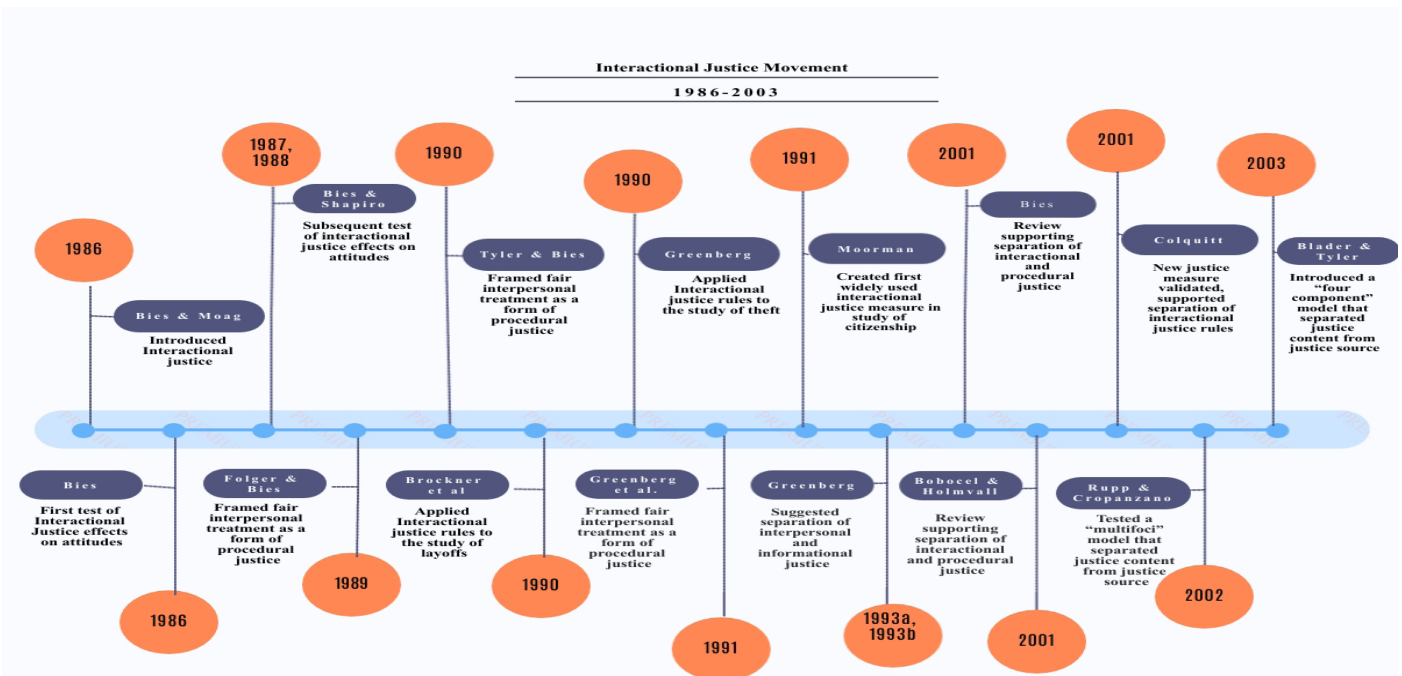 Interactional Justice Movement
1986-2003
1986
Bies & Moag
Introduced
Interactional
justice
1987,
1988
Bies &
Shapiro
Subsequent test
of interactional
justice effects on
attitudes
1990
Tyler & Bies
Framed fair
interpersonal
treatment as a
form of
procedural
justice
1990
Greenberg
Applied
Interactional
justice rules to
the study of theft
1991
Moorman
Created first
widely used
interactional
justice measure in
study of
citizenship
2001
Bies
Review
supporting
separation of
interactional
and
procedural
justice
2001
Colquitt
New justice
measure
validated,
supported
separation of
interactional
justice rules
2003
Blader &
Tyler
Introduced a
“four
component”
model that
separated
justice
content from
justice source
Bies
First test of
Interactional
Justice effects
on attitudes
1986
Folger &
Bies
Framed fair
interpersonal
treatment as a
form of
procedural
justice
1989
Brockner
et al
Applied
Interactional
justice rules to
the study of
layoffs
1990
Greenberg
et al.
Framed fair
interpersonal
treatment as a
form of
procedural
justice
1991
Greenberg
Suggested
separation of
interpersonal
and
informational
justice
1993a,
1993b
Bobocel &
Holmvall
Review
supporting
separation of
interactional
and procedural
justice
2001
Rupp &
Cropanzano
Tested a
“multifoci”
model that
separated
justice content
from justice
source
2002